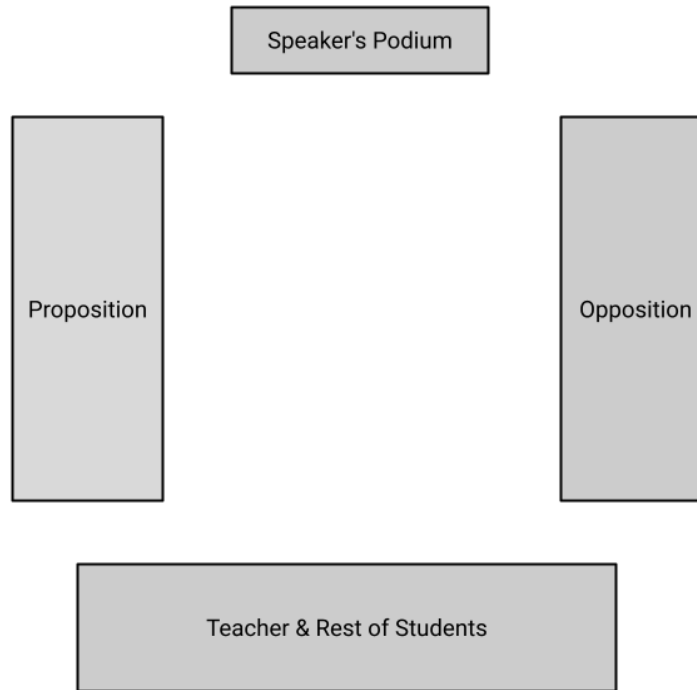 Speaker's Podium
Proposition
Opposition
Teacher & Rest of Students